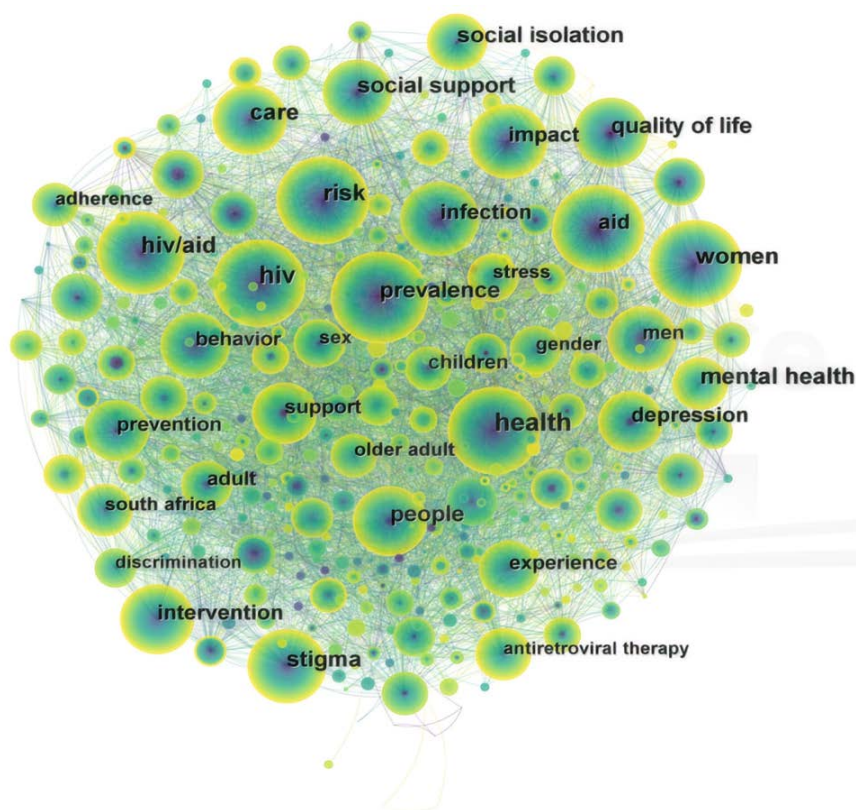 social isolation
social support
care
impact
quality of life
adherence
risk
infection
aid
hiv/aid
women
hiv
stress
prevalence
behavior
sex
gender
men
children
mental health
support
prevention
health
depression
older adult
adult
south africa
people
discrimination
experience
intervention
stigma
antiretroviral therapy